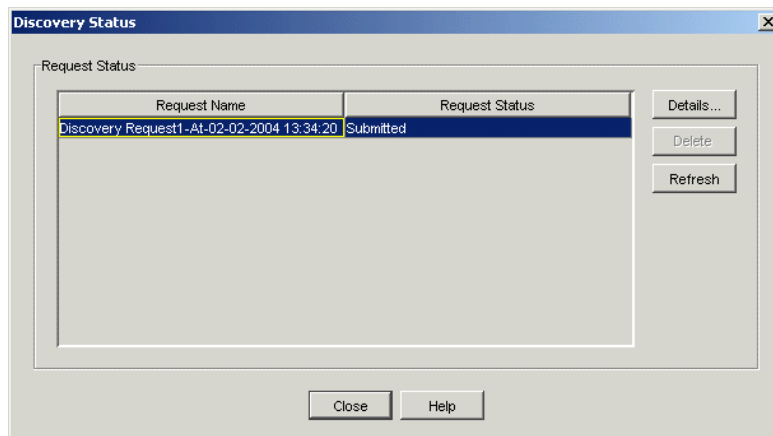 Discovery Status
Request Status
Request Name Request Status Details...
Discovery Request1-At-02-02-2004 13:34:20 Submitted
Delete
Refresh
Close Help